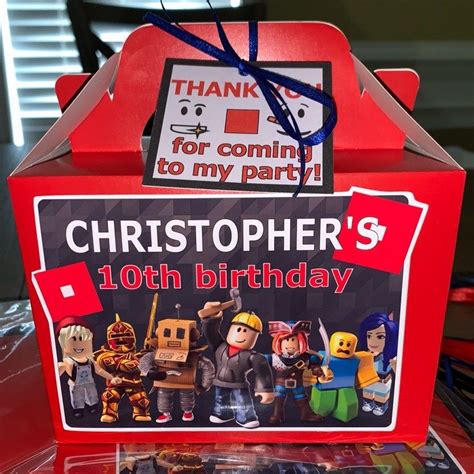 THANK YOU
for coming
to my party!
CHRISTOPHER'S
10th birthday